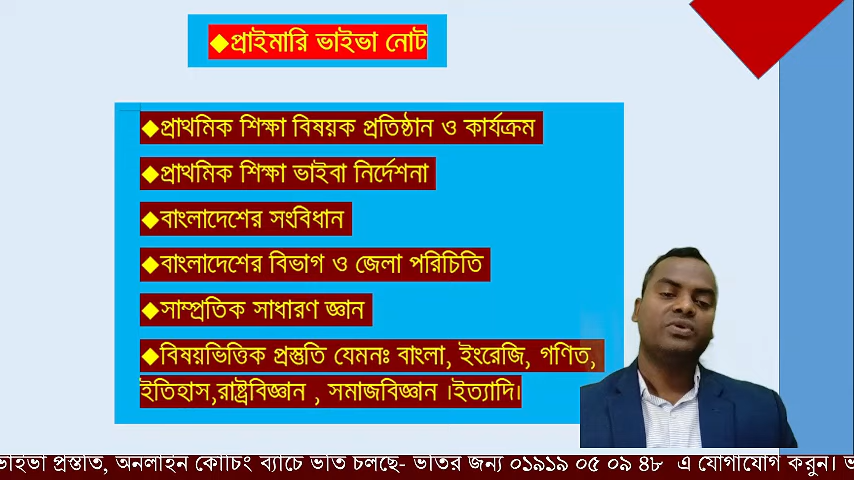 ◆প্রাইমারি ভাইভা নোট
◆প্রাথমিক শিক্ষা বিষয়ক প্রতিষ্ঠান ও কার্যক্রম
◆প্রাথমিক শিক্ষা ভাইবা নির্দেশনা
◆বাংলাদেশের সংবিধান
◆বাংলাদেশের বিভাগ ও জেলা পরিচিতি
◆সাম্প্রতিক সাধারণ জ্ঞান
◆বিষয়ভিত্তিক প্রস্তুতি যেমনঃ বাংলা, ইংরেজি, গণিত,
ইতিহাস,রাষ্ট্রবিজ্ঞান , সমাজবিজ্ঞান ।ইত্যাদি।
ভাইভা প্রস্তুতি, অনলাইন কোচিং ব্যাচে ভর্তি চলছে- ভর্তির জন্য ০১৯১৯ ০৫ ০৯ ৪৮ এ যোগাযোগ করুন।